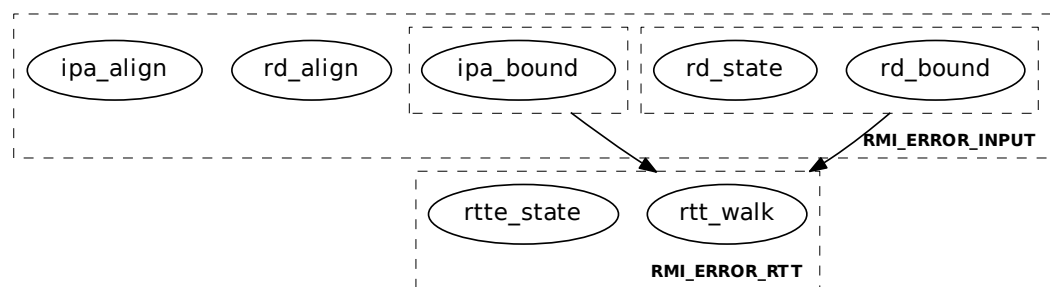 ipa_align rd_align ipa_bound rd_state rd_bound
RMI_ERROR_INPUT
rtte_state rtt_walk
RMI_ERROR_RTT